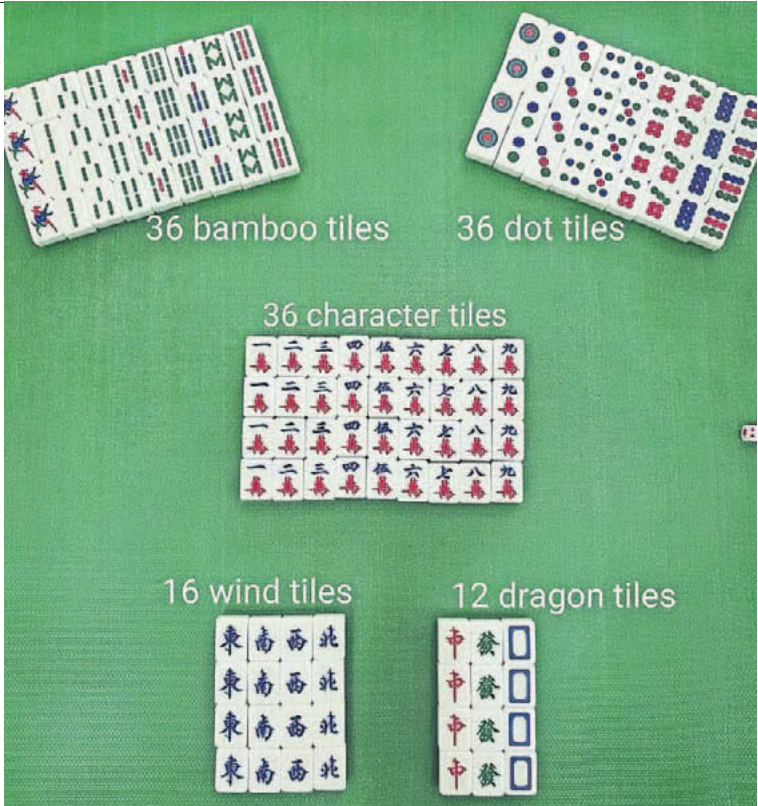 36 bamboo tiles
36 dot tiles
36 character tiles
一 二 三 四 伍 六 七 八 九
萬 萬 萬 萬 萬 萬 萬 萬 萬
一 二 三 四 伍 六 七 八 九
萬 萬 萬 萬 萬 萬 萬 萬 萬
一 二 三 四 伍 六 七 八 九
萬 萬 萬 萬 萬 萬 萬 萬 萬
一 二 三 四 伍 六 七 八 九
萬 萬 萬 萬 萬 萬 萬 萬 萬
16 wind tiles
12 dragon tiles
東 南 西 北
東 南 西 北
東 南 西 北
東 南 西 北
中 發
中 發
中 發
中 發